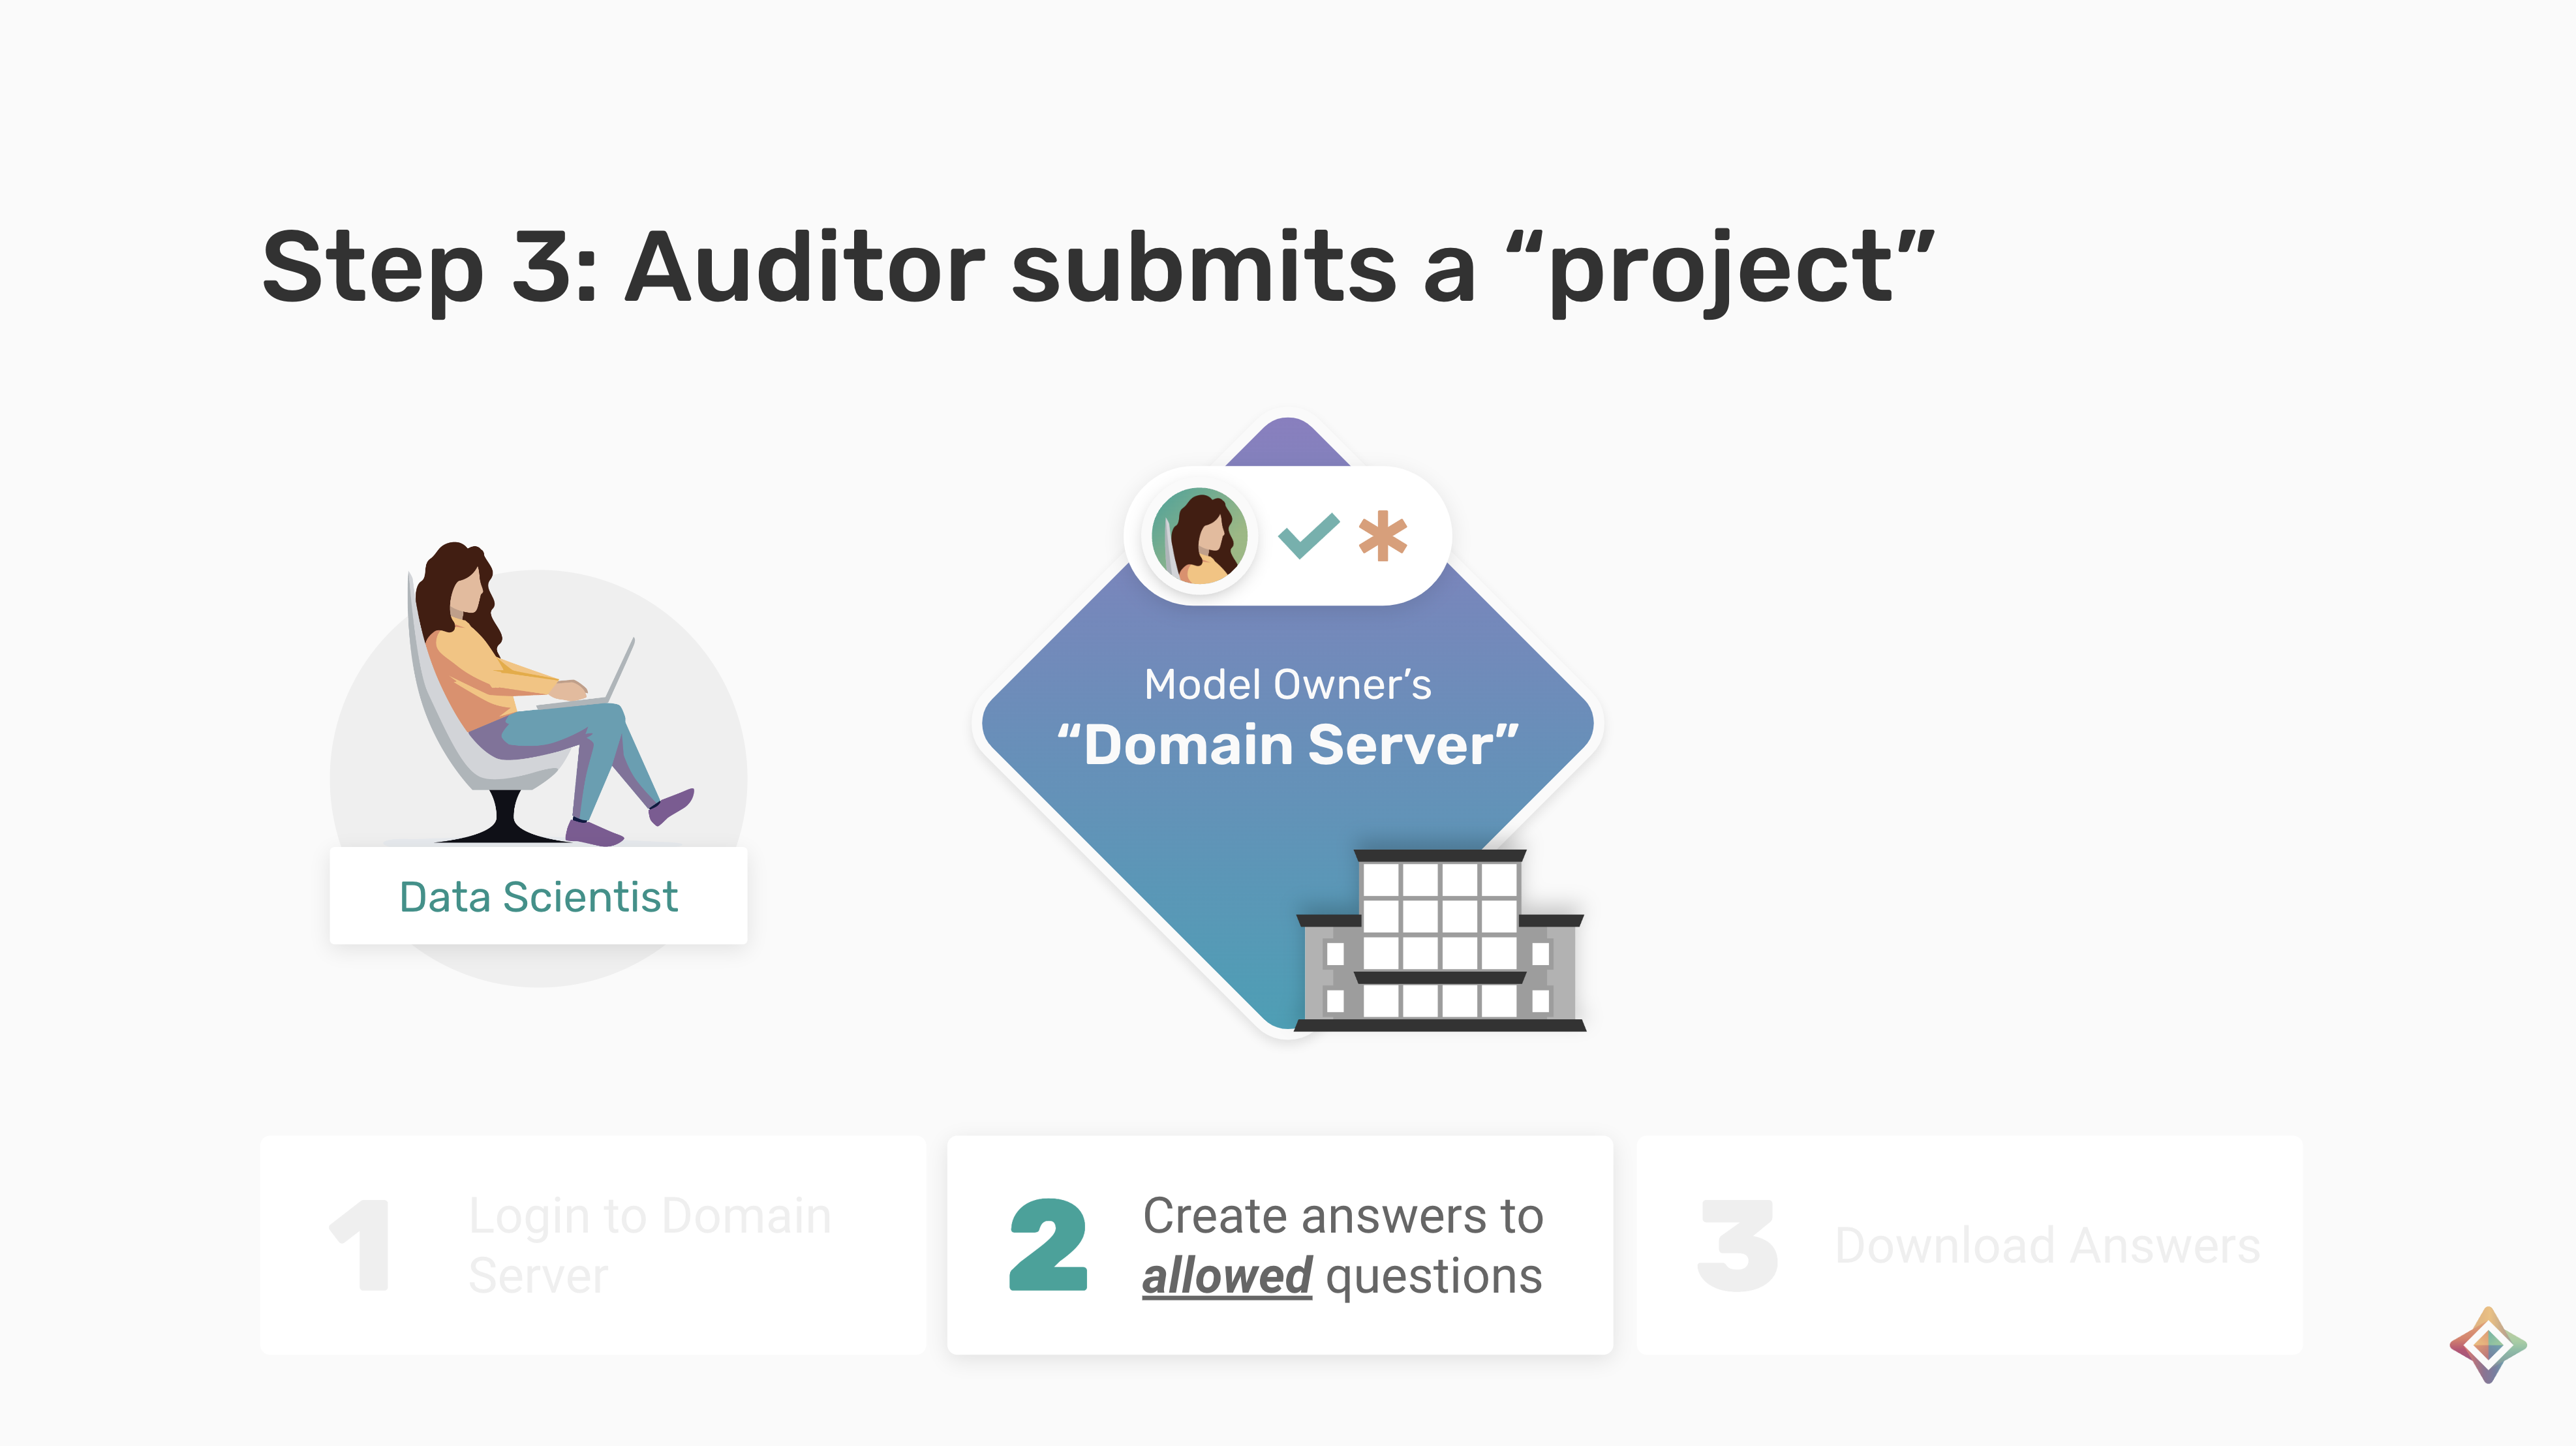 Step 3: Auditor submits a “project”
Model Owner’s
“Domain Server”
Data Scientist
1
Login to Domain
Server
2
Create answers to
allowed questions
3
Download Answers